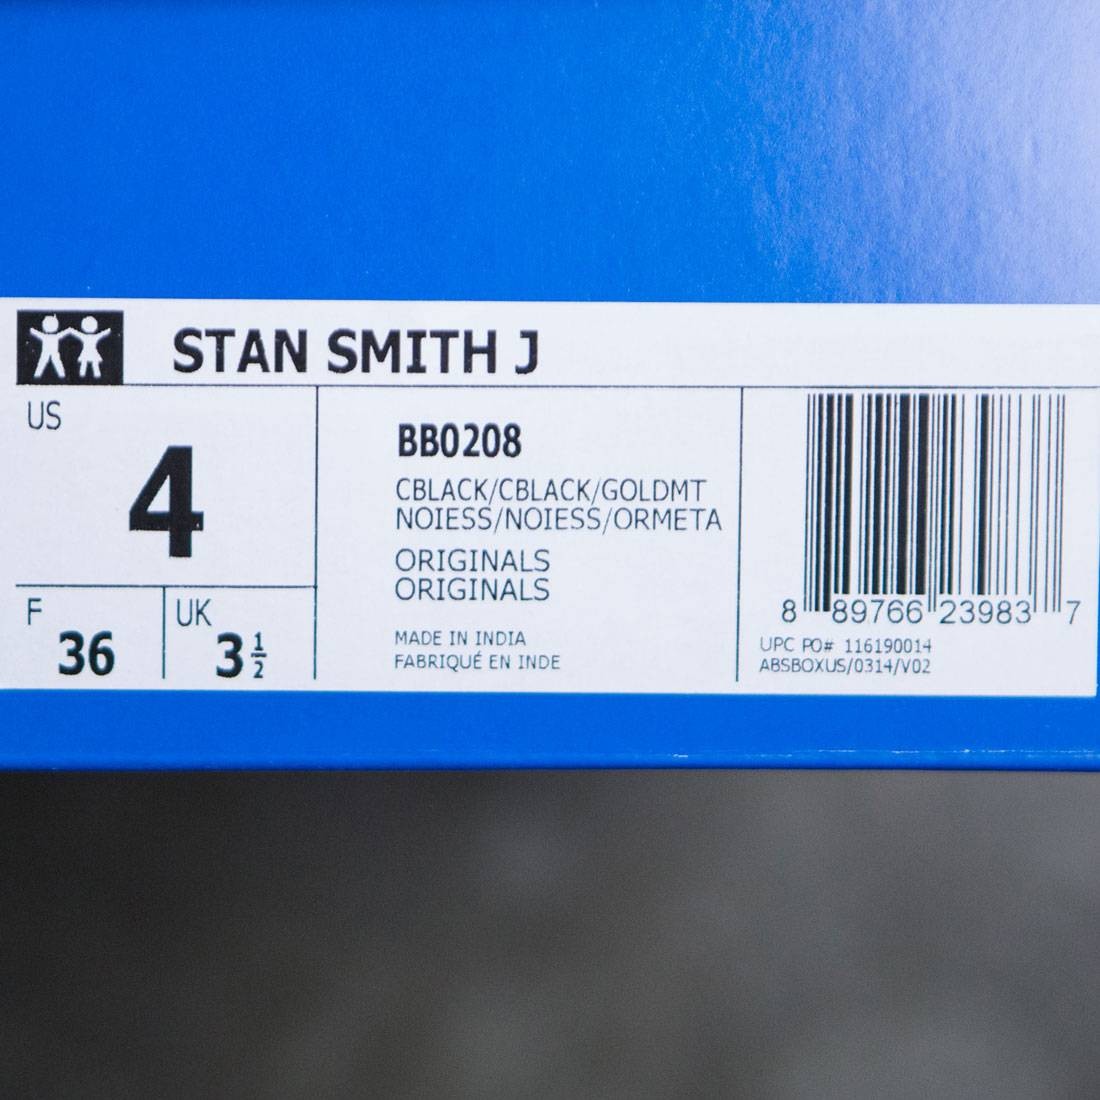 STAN SMITH J
US
4
F
36
UK
3 1/2
BB0208
CBLACK/CBLACK/GOLDMT
NOIESS/NOIESS/ORMETA
ORIGINALS
ORIGINALS
MADE IN INDIA
FABRIQUÉ EN INDE
8 89766 23983 7
UPC PO# 116190014
ABSBOXUS/0314/V02